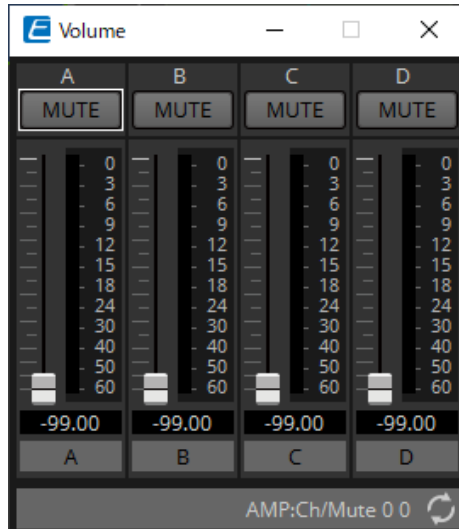 Volume
A B C D
MUTE MUTE MUTE MUTE
0 0 0 0
3 3 3 3
6 6 6 6
9 9 9 9
12 12 12 12
15 15 15 15
18 18 18 18
24 24 24 24
30 30 30 30
40 40 40 40
50 50 50 50
60 60 60 60
-99.00 -99.00 -99.00 -99.00
A B C D
AMP:Ch/Mute 0 0